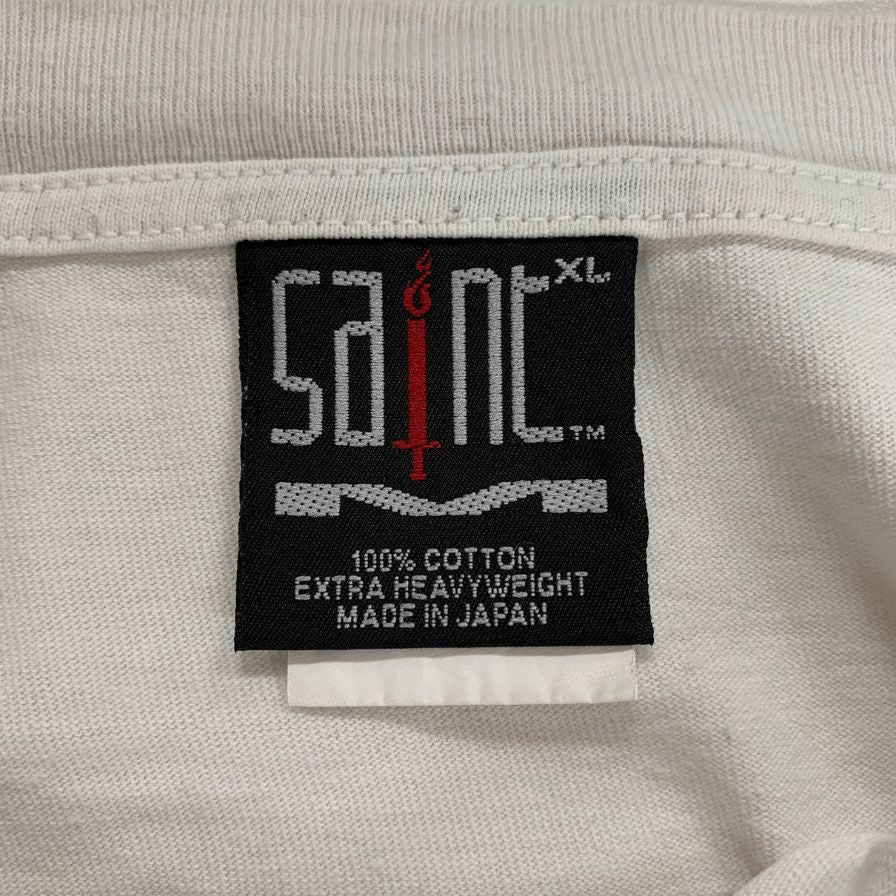 SAINT XL
TM
100% COTTON
EXTRA HEAVYWEIGHT
MADE IN JAPAN